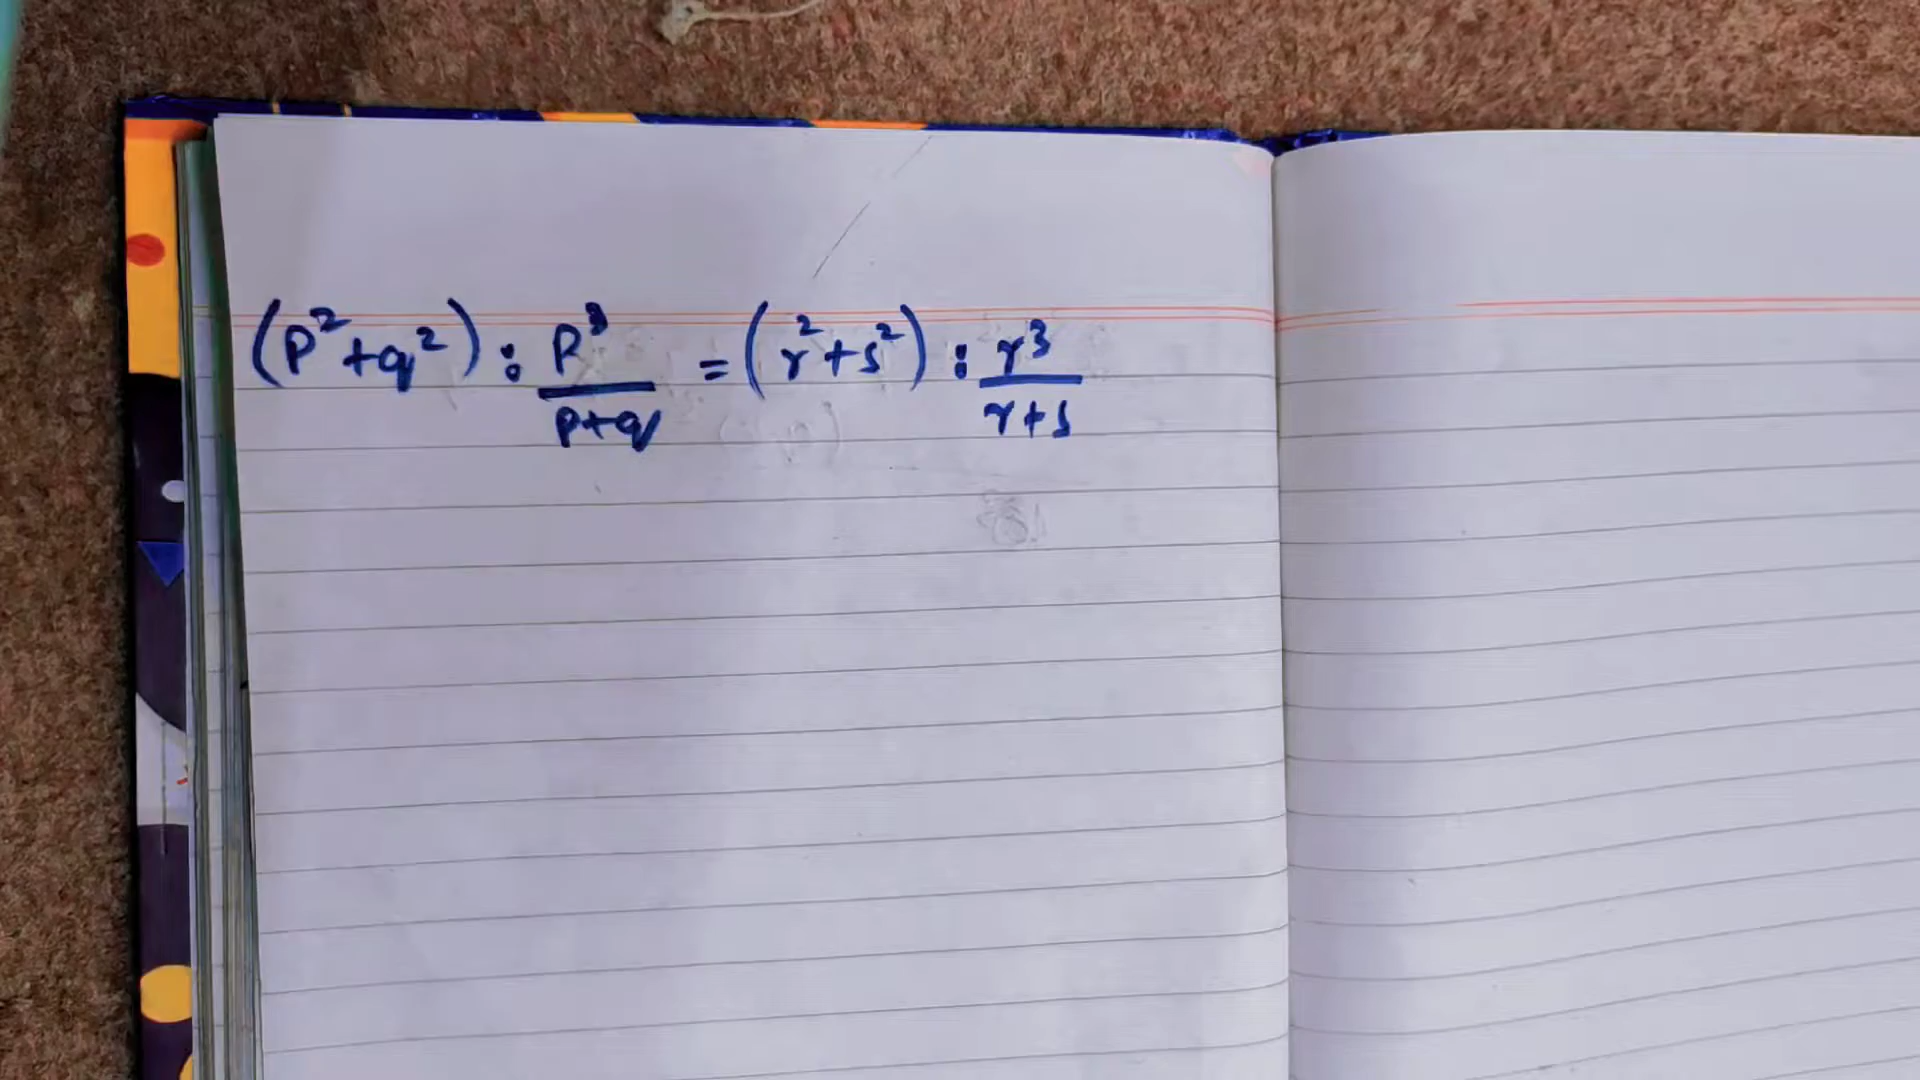 (p²+q²) : p³/p+q = (r²+s²) : r³/r+s